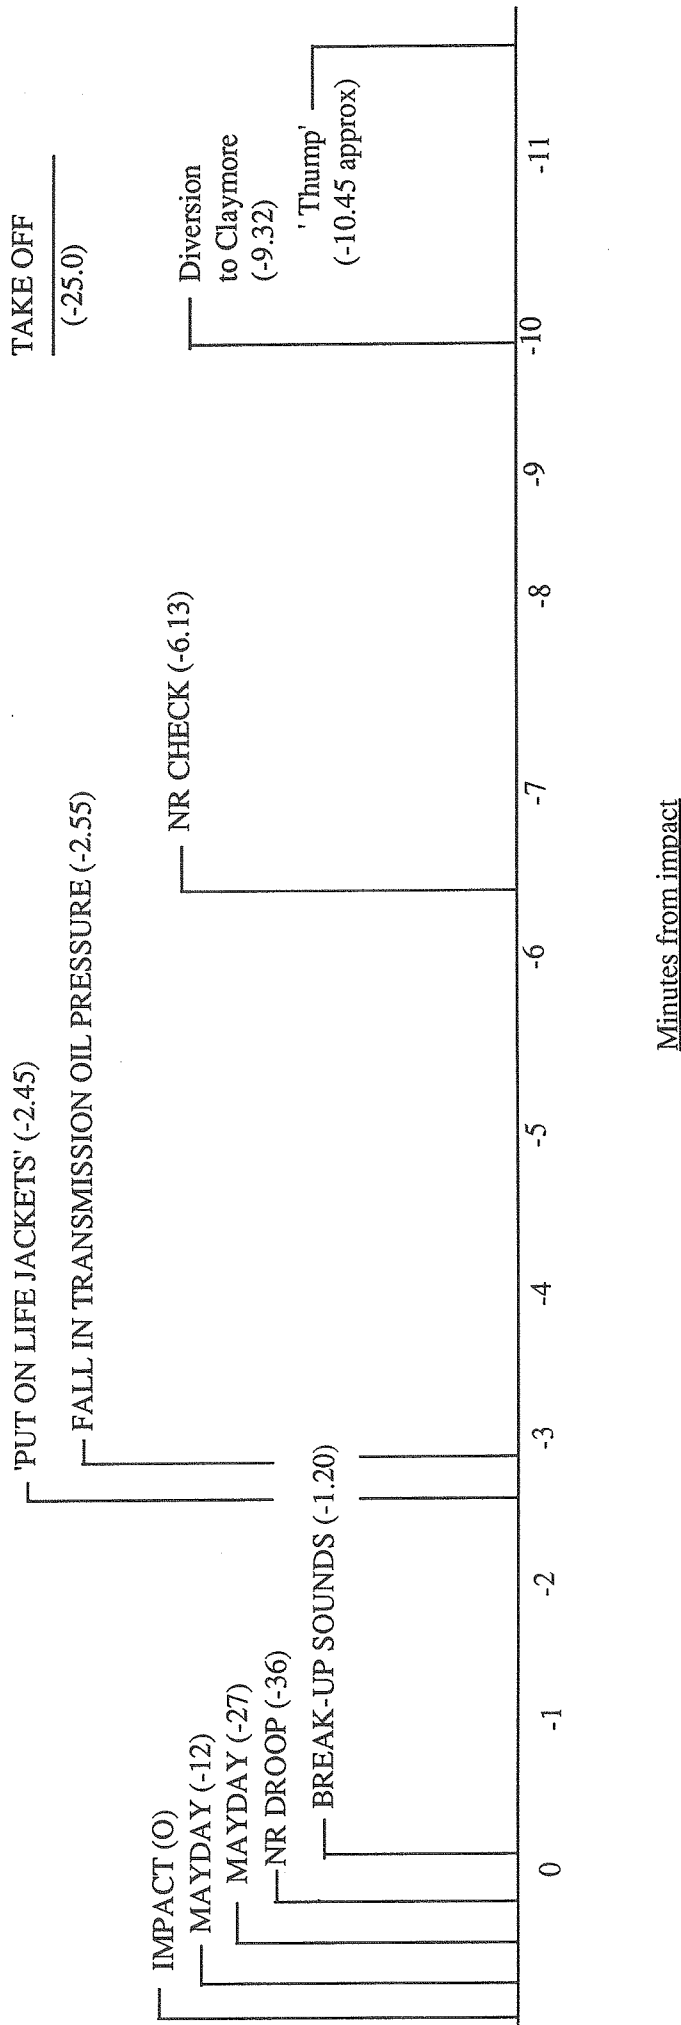 TAKE OFF
(-25.0)
'PUT ON LIFE JACKETS' (-2.45)
FALL IN TRANSMISSION OIL PRESSURE (-2.55)
IMPACT (O)
MAYDAY (-12)
MAYDAY (-27)
NR DROOP (-36)
BREAK-UP SOUNDS (-1.20)
NR CHECK (-6.13)
Diversion
to Claymore
(-9.32)
' Thump'
(-10.45 approx)
0 -1 -2 -3 -4 -5 -6 -7 -8 -9 -10 -11
Minutes from impact